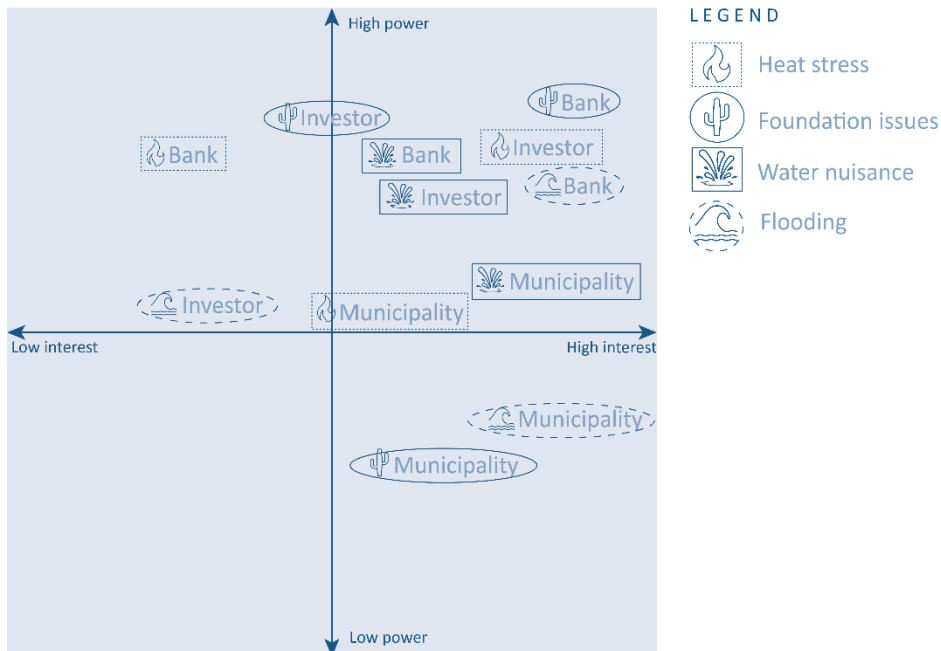 High power
LEGEND
Heat stress
Bank
Foundation issues
Investor
Bank
Bank
Investor
Water nuisance
Bank
Investor
Flooding
Municipality
Investor
Municipality
Low interest
High interest
Municipality
Municipality
Low power